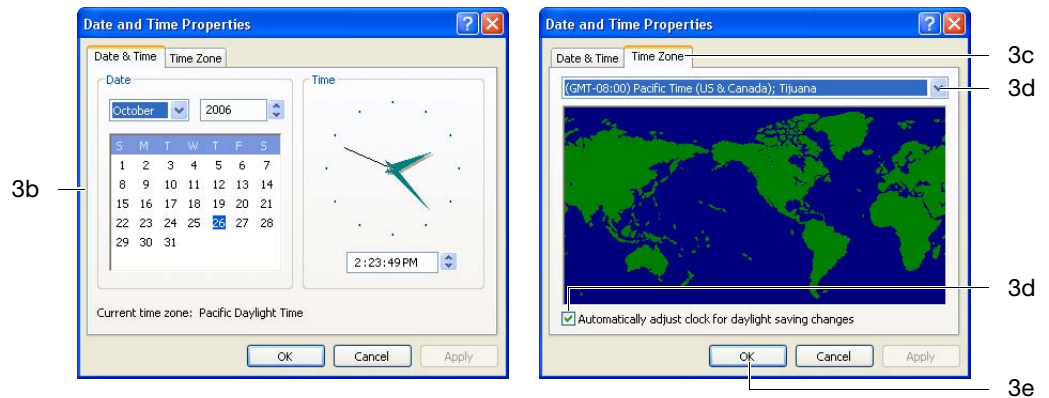 Date and Time Properties
Date & Time Time Zone
Date
October 2006
S M T W T F S
1 2 3 4 5 6 7
8 9 10 11 12 13 14
15 16 17 18 19 20 21
22 23 24 25 26 27 28
29 30 31
Time
2:23:49 PM
Current time zone: Pacific Daylight Time
OK Cancel Apply
3b
Date and Time Properties
Date & Time Time Zone
(GMT-08:00) Pacific Time (US & Canada); Tijuana
Automatically adjust clock for daylight saving changes
OK Cancel Apply
3c
3d
3d
3e